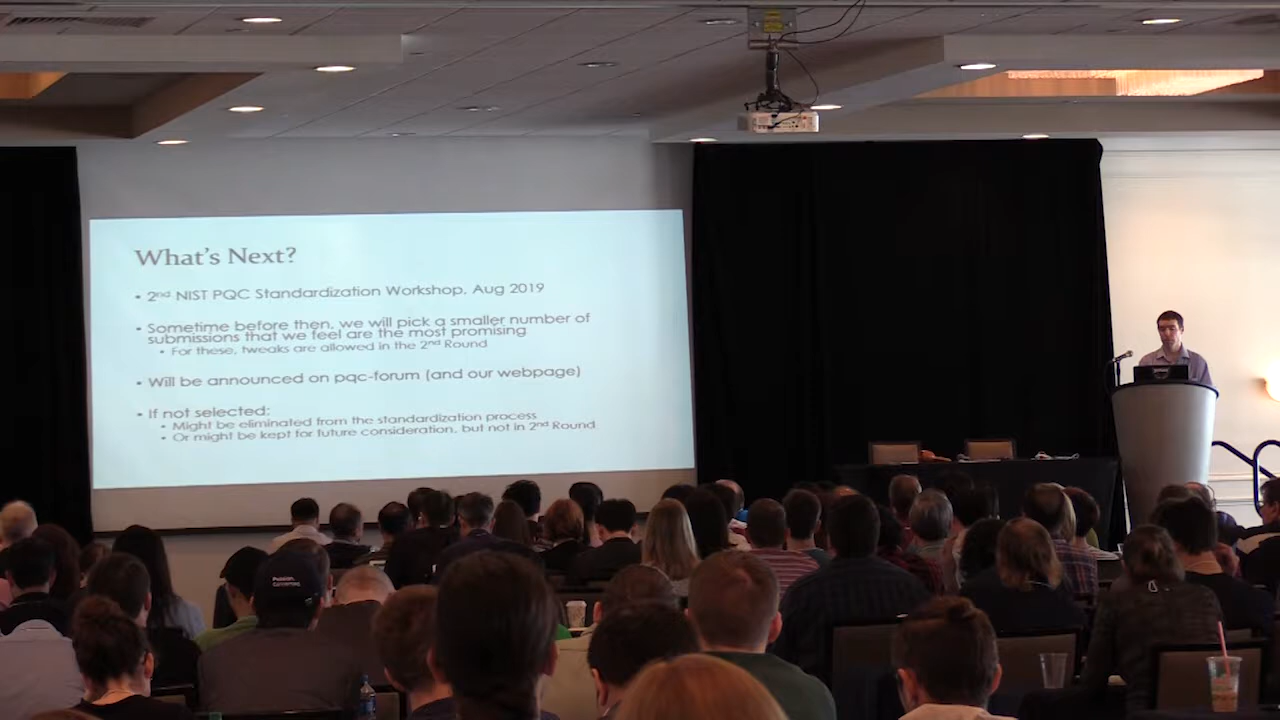 What's Next?
• 2nd NIST PQC Standardization Workshop, Aug 2019
• Sometime before then, we will pick a smaller number of
submissions that we feel are the most promising
• For these, tweaks are allowed in the 2nd Round
• Will be announced on pqc-forum (and our webpage)
• If not selected:
• Might be eliminated from the standardization process
• Or might be kept for future consideration, but not in 2nd Round